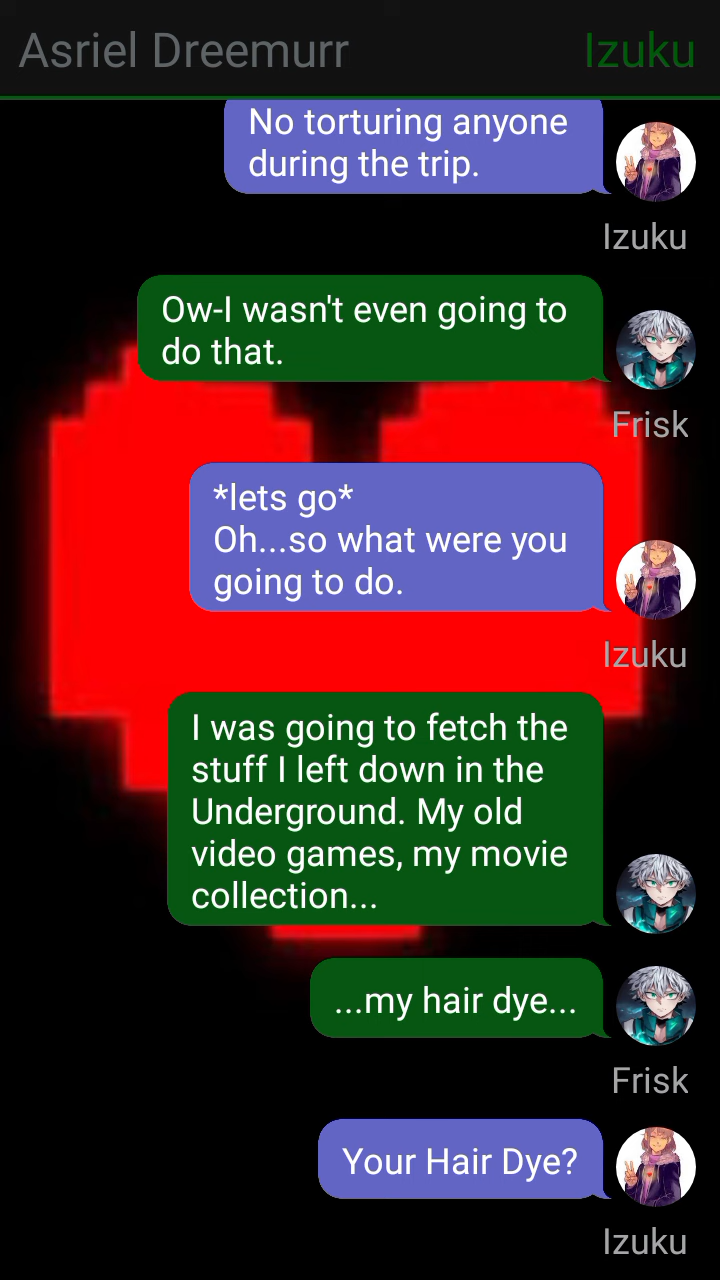 Asriel Dreemurr Izuku
No torturing anyone
during the trip.
Izuku
Ow-I wasn't even going to
do that.
Frisk
*lets go*
Oh...so what were you
going to do.
Izuku
I was going to fetch the
stuff I left down in the
Underground. My old
video games, my movie
collection...
...my hair dye...
Frisk
Your Hair Dye?
Izuku